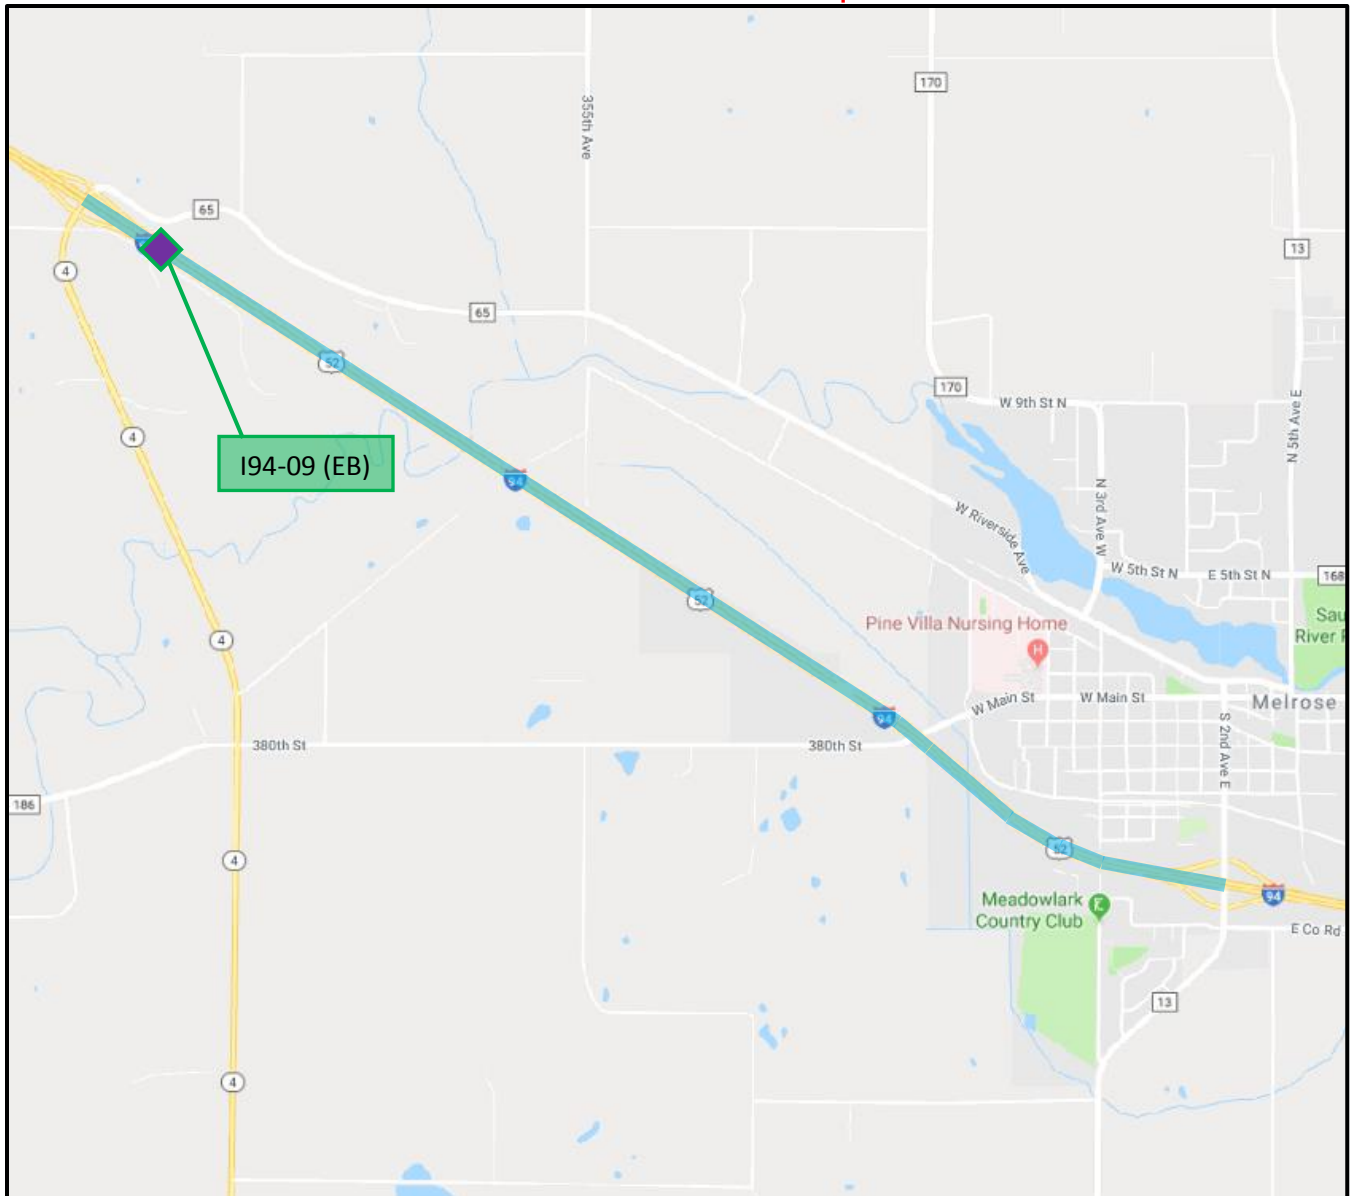 170
355th Ave
65
13
4
65
52
170
W 9th St N
N 5th Ave E
4
I94-09 (EB)
94
N 3rd Ave W
W Riverside Ave
W 5th St N
E 5th St N
168
52
Sau
River
4
Pine Villa Nursing Home
H
W Main St
W Main St
Melrose
94
S 2nd Ave E
380th St
380th St
186
52
4
94
Meadowlark
Country Club
E Co Rd
13
4